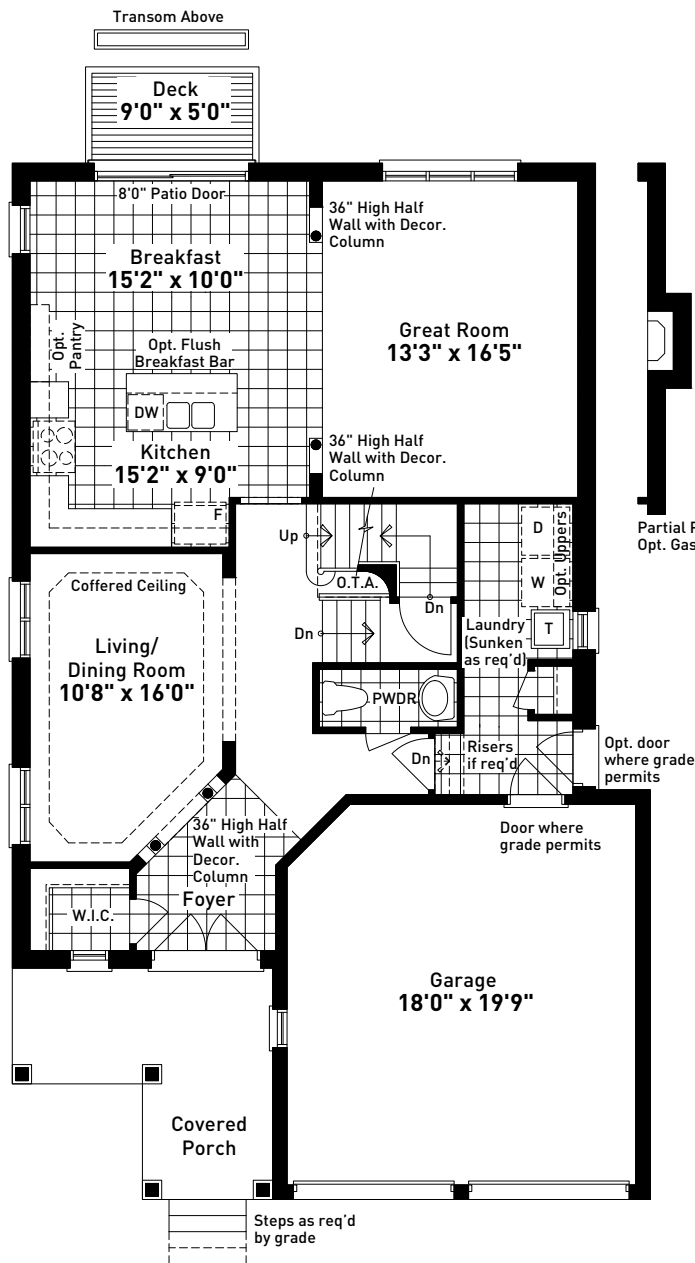 Transom Above
Deck
9'0" x 5'0"
8'0" Patio Door
36" High Half
Wall with Decor.
Column
Breakfast
15'2" x 10'0"
Great Room
13'3" x 16'5"
Opt.
Pantry
Opt. Flush
Breakfast Bar
DW
36" High Half
Wall with Decor.
Column
Kitchen
15'2" x 9'0"
F
D
Opt. Uppers
Partial P
Opt. Gas
Up
W
O.T.A.
Coffered Ceiling
Dn
Laundry
(Sunken
as req'd)
T
Dn
Living/
Dining Room
10'8" x 16'0"
PWDR
Dn
Risers
if req'd
Opt. door
where grade
permits
36" High Half
Wall with
Decor.
Column
Door where
grade permits
Foyer
W.I.C.
Garage
18'0" x 19'9"
Covered
Porch
Steps as req'd
by grade